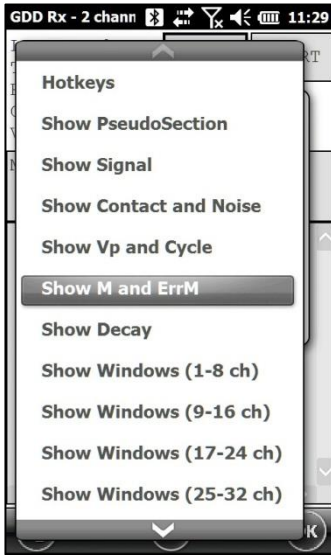 GDD Rx - 2 chann 11:29
RT
Hotkeys
Show PseudoSection
Show Signal
Show Contact and Noise
Show Vp and Cycle
Show M and ErrM
Show Decay
Show Windows (1-8 ch)
Show Windows (9-16 ch)
Show Windows (17-24 ch)
Show Windows (25-32 ch)